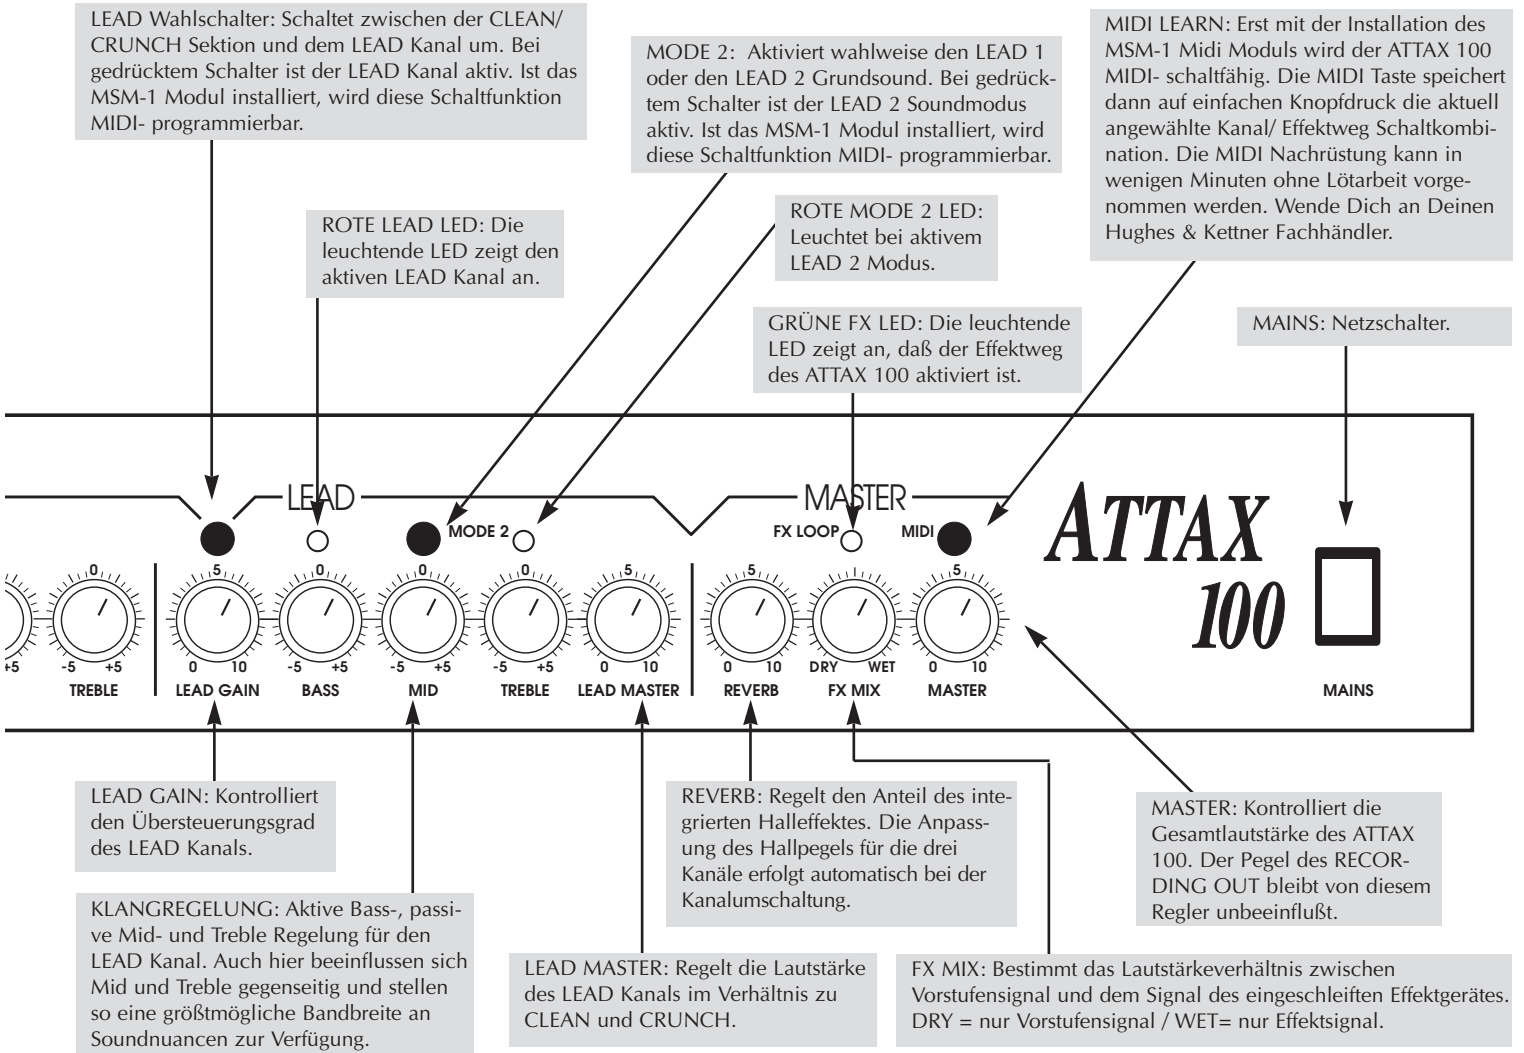 LEAD Wahlschalter: Schaltet zwischen der CLEAN/
CRUNCH Sektion und dem LEAD Kanal um. Bei
gedrücktem Schalter ist der LEAD Kanal aktiv. Ist das
MSM-1 Modul installiert, wird diese Schaltfunktion
MIDI- programmierbar.
MODE 2:  Aktiviert wahlweise den LEAD 1
oder den LEAD 2 Grundsound. Bei gedrück-
tem Schalter ist der LEAD 2 Soundmodus
aktiv. Ist das MSM-1 Modul installiert, wird
diese Schaltfunktion MIDI- programmierbar.
MIDI LEARN: Erst mit der Installation des
MSM-1 Midi Moduls wird der ATTAX 100
MIDI- schaltfähig. Die MIDI Taste speichert
dann auf einfachen Knopfdruck die aktuell
angewählte Kanal/ Effektweg Schaltkombi-
nation. Die MIDI Nachrüstung kann in
wenigen Minuten ohne Lötarbeit vorge-
nommen werden. Wende Dich an Deinen
Hughes & Kettner Fachhändler.
ROTE LEAD LED: Die
leuchtende LED zeigt den
aktiven LEAD Kanal an.
ROTE MODE 2 LED:
Leuchtet bei aktivem
LEAD 2 Modus.
GRÜNE FX LED: Die leuchtende
LED zeigt an, daß der Effektweg
des ATTAX 100 aktiviert ist.
MAINS: Netzschalter.
LEAD
MASTER
MODE 2
FX LOOP
MIDI
ATTAX
100
0 5 0 0 0 5 5 5
+5 -5 +5 0 10 -5 +5 -5 +5 -5 +5 0 10 0 10 DRY WET 0 10
TREBLE LEAD GAIN BASS MID TREBLE LEAD MASTER REVERB FX MIX MASTER MAINS
LEAD GAIN: Kontrolliert
den Übersteuerungsgrad
des LEAD Kanals.
KLANGREGELUNG: Aktive Bass-, passi-
ve Mid- und Treble Regelung für den
LEAD Kanal. Auch hier beeinflussen sich
Mid und Treble gegenseitig und stellen
so eine größtmögliche Bandbreite an
Soundnuancen zur Verfügung.
REVERB: Regelt den Anteil des inte-
grierten Halleffektes. Die Anpass-
ung des Hallpegels für die drei
Kanäle erfolgt automatisch bei der
Kanalumschaltung.
MASTER: Kontrolliert die
Gesamtlautstärke des ATTAX
100. Der Pegel des RECOR-
DING OUT bleibt von diesem
Regler unbeeinflußt.
LEAD MASTER: Regelt die Lautstärke
des LEAD Kanals im Verhältnis zu
CLEAN und CRUNCH.
FX MIX: Bestimmt das Lautstärkeverhältnis zwischen
Vorstufensignal und dem Signal des eingeschleiften Effektgerätes.
DRY = nur Vorstufensignal / WET= nur Effektsignal.